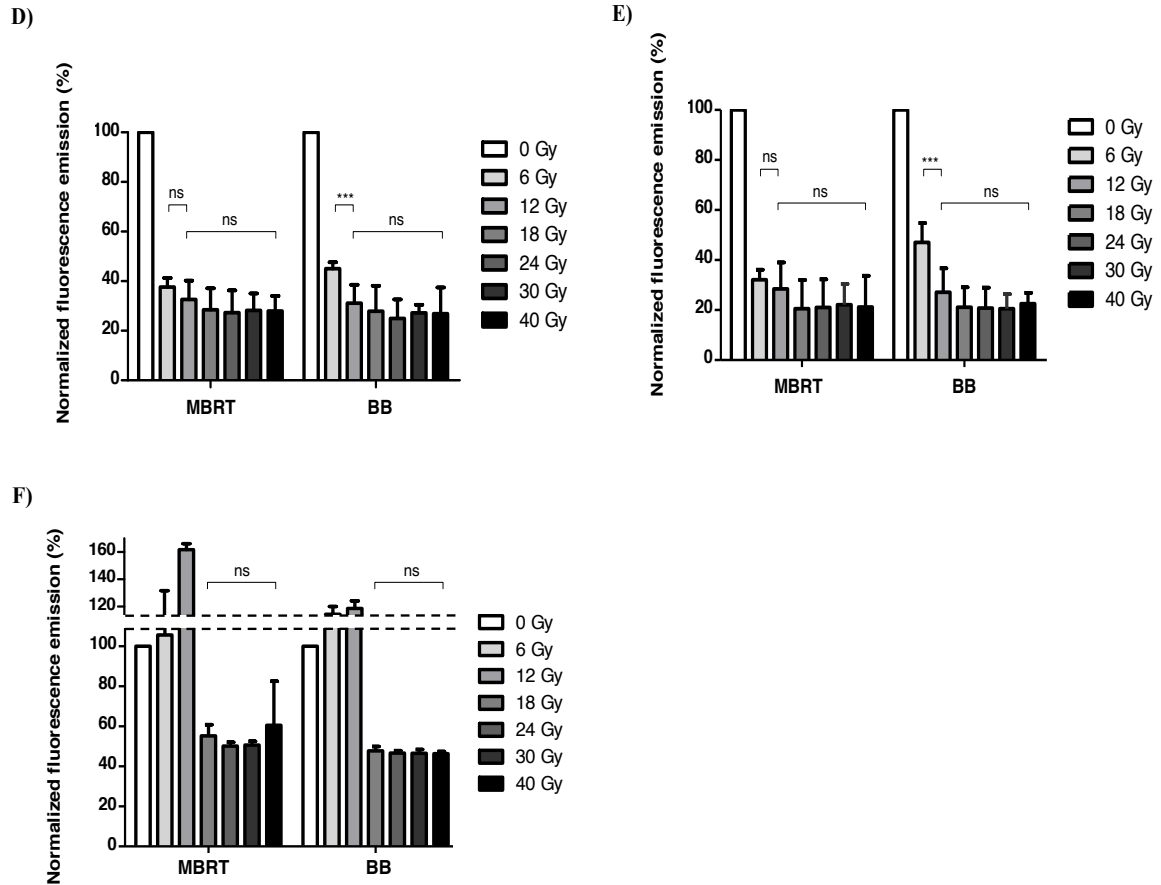 D)
Normalized fluorescence emission (%)
100
80
60
40
20
0
ns
ns
***
ns
MBRT
BB
0 Gy
6 Gy
12 Gy
18 Gy
24 Gy
30 Gy
40 Gy
E)
Normalized fluorescence emission (%)
100
80
60
40
20
0
ns
ns
***
ns
MBRT
BB
0 Gy
6 Gy
12 Gy
18 Gy
24 Gy
30 Gy
40 Gy
F)
Normalized fluorescence emission (%)
160
140
120
100
80
60
40
20
0
ns
ns
MBRT
BB
0 Gy
6 Gy
12 Gy
18 Gy
24 Gy
30 Gy
40 Gy